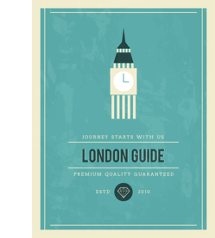 JOURNEY STARTS WITH US
LONDON GUIDE
PREMIUM QUALITY GUARANTEED
ESTD 2010